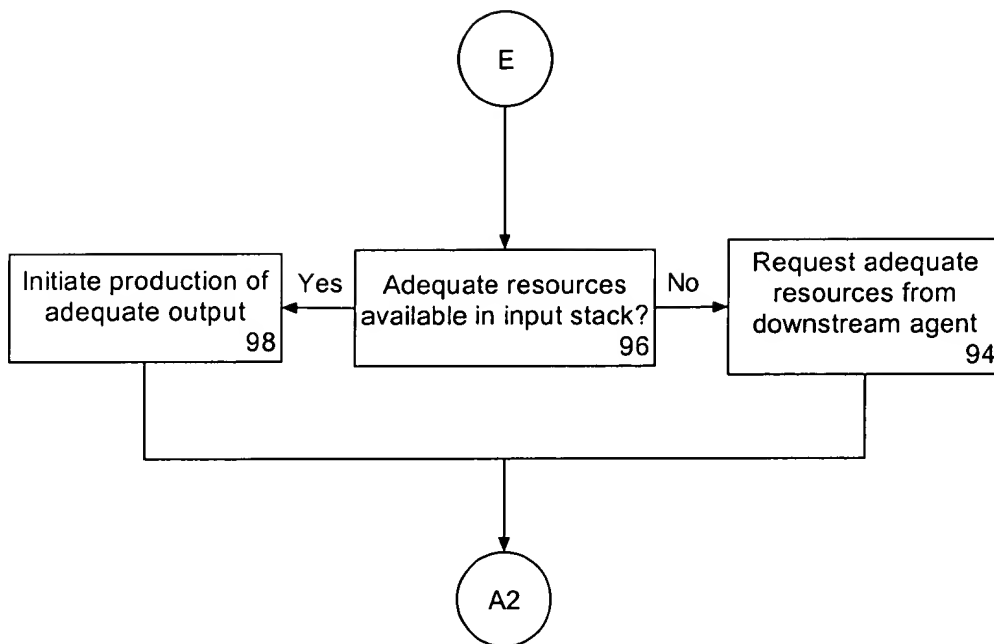 E
Initiate production of
adequate output
98
Yes
Adequate resources
available in input stack?
96
No
Request adequate
resources from
downstream agent
94
A2